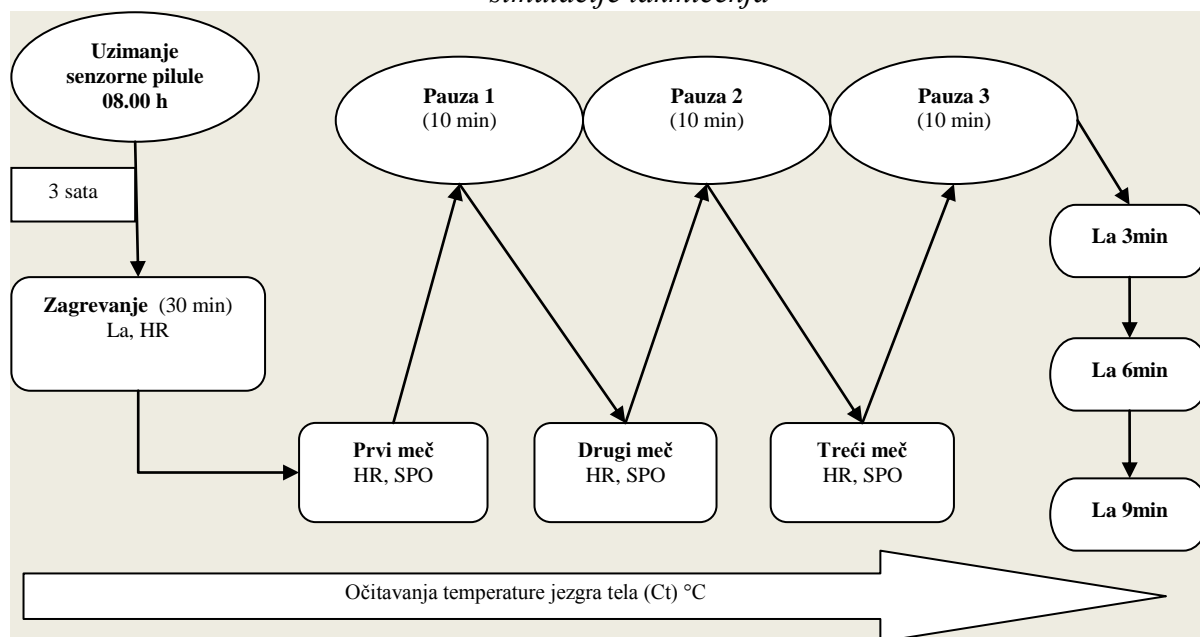 simulacije takmičenja
Uzimanje
senzorne pilule
08.00 h
3 sata
Zagrevanje (30 min)
La, HR
Prvi meč
HR, SPO
Pauza 1
(10 min)
Drugi meč
HR, SPO
Pauza 2
(10 min)
Treći meč
HR, SPO
Pauza 3
(10 min)
La 3min
La 6min
La 9min
Očitavanja temperature jezgra tela (Ct) °C